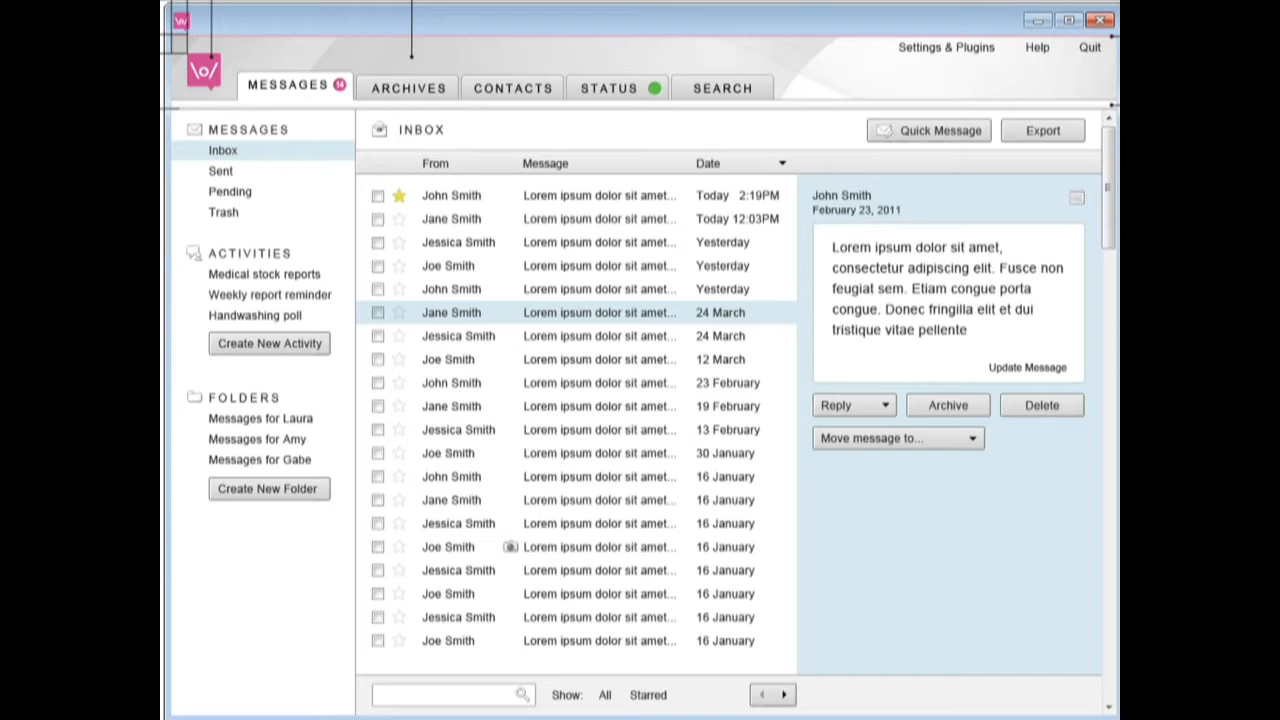 \o/
Settings & Plugins Help Quit
\o/
MESSAGES 14 ARCHIVES CONTACTS STATUS SEARCH
MESSAGES
Inbox
Sent
Pending
Trash
ACTIVITIES
Medical stock reports
Weekly report reminder
Handwashing poll
Create New Activity
FOLDERS
Messages for Laura
Messages for Amy
Messages for Gabe
Create New Folder
INBOX
Quick Message Export
From Message Date
John Smith Lorem ipsum dolor sit amet... Today 2:19PM
Jane Smith Lorem ipsum dolor sit amet... Today 12:03PM
Jessica Smith Lorem ipsum dolor sit amet... Yesterday
Joe Smith Lorem ipsum dolor sit amet... Yesterday
John Smith Lorem ipsum dolor sit amet... Yesterday
Jane Smith Lorem ipsum dolor sit amet... 24 March
Jessica Smith Lorem ipsum dolor sit amet... 24 March
Joe Smith Lorem ipsum dolor sit amet... 12 March
John Smith Lorem ipsum dolor sit amet... 23 February
Jane Smith Lorem ipsum dolor sit amet... 19 February
Jessica Smith Lorem ipsum dolor sit amet... 13 February
Joe Smith Lorem ipsum dolor sit amet... 30 January
John Smith Lorem ipsum dolor sit amet... 16 January
Jane Smith Lorem ipsum dolor sit amet... 16 January
Jessica Smith Lorem ipsum dolor sit amet... 16 January
Joe Smith Lorem ipsum dolor sit amet... 16 January
Jessica Smith Lorem ipsum dolor sit amet... 16 January
Joe Smith Lorem ipsum dolor sit amet... 16 January
Jessica Smith Lorem ipsum dolor sit amet... 16 January
Joe Smith Lorem ipsum dolor sit amet... 16 January
Show: All Starred
John Smith
February 23, 2011
Lorem ipsum dolor sit amet,
consectetur adipiscing elit. Fusce non
feugiat sem. Etiam congue porta
congue. Donec fringilla elit et dui
tristique vitae pellente
Update Message
Reply Archive Delete
Move message to...